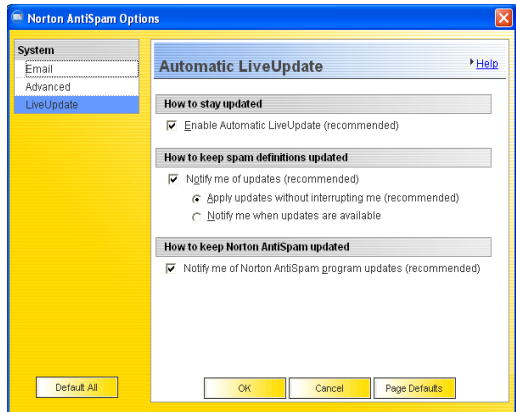 Norton AntiSpam Options
System
Email
Advanced
LiveUpdate
Automatic LiveUpdate
Help
How to stay updated
Enable Automatic LiveUpdate (recommended)
How to keep spam definitions updated
Notify me of updates (recommended)
Apply updates without interrupting me (recommended)
Notify me when updates are available
How to keep Norton AntiSpam updated
Notify me of Norton AntiSpam program updates (recommended)
Default All
OK
Cancel
Page Defaults